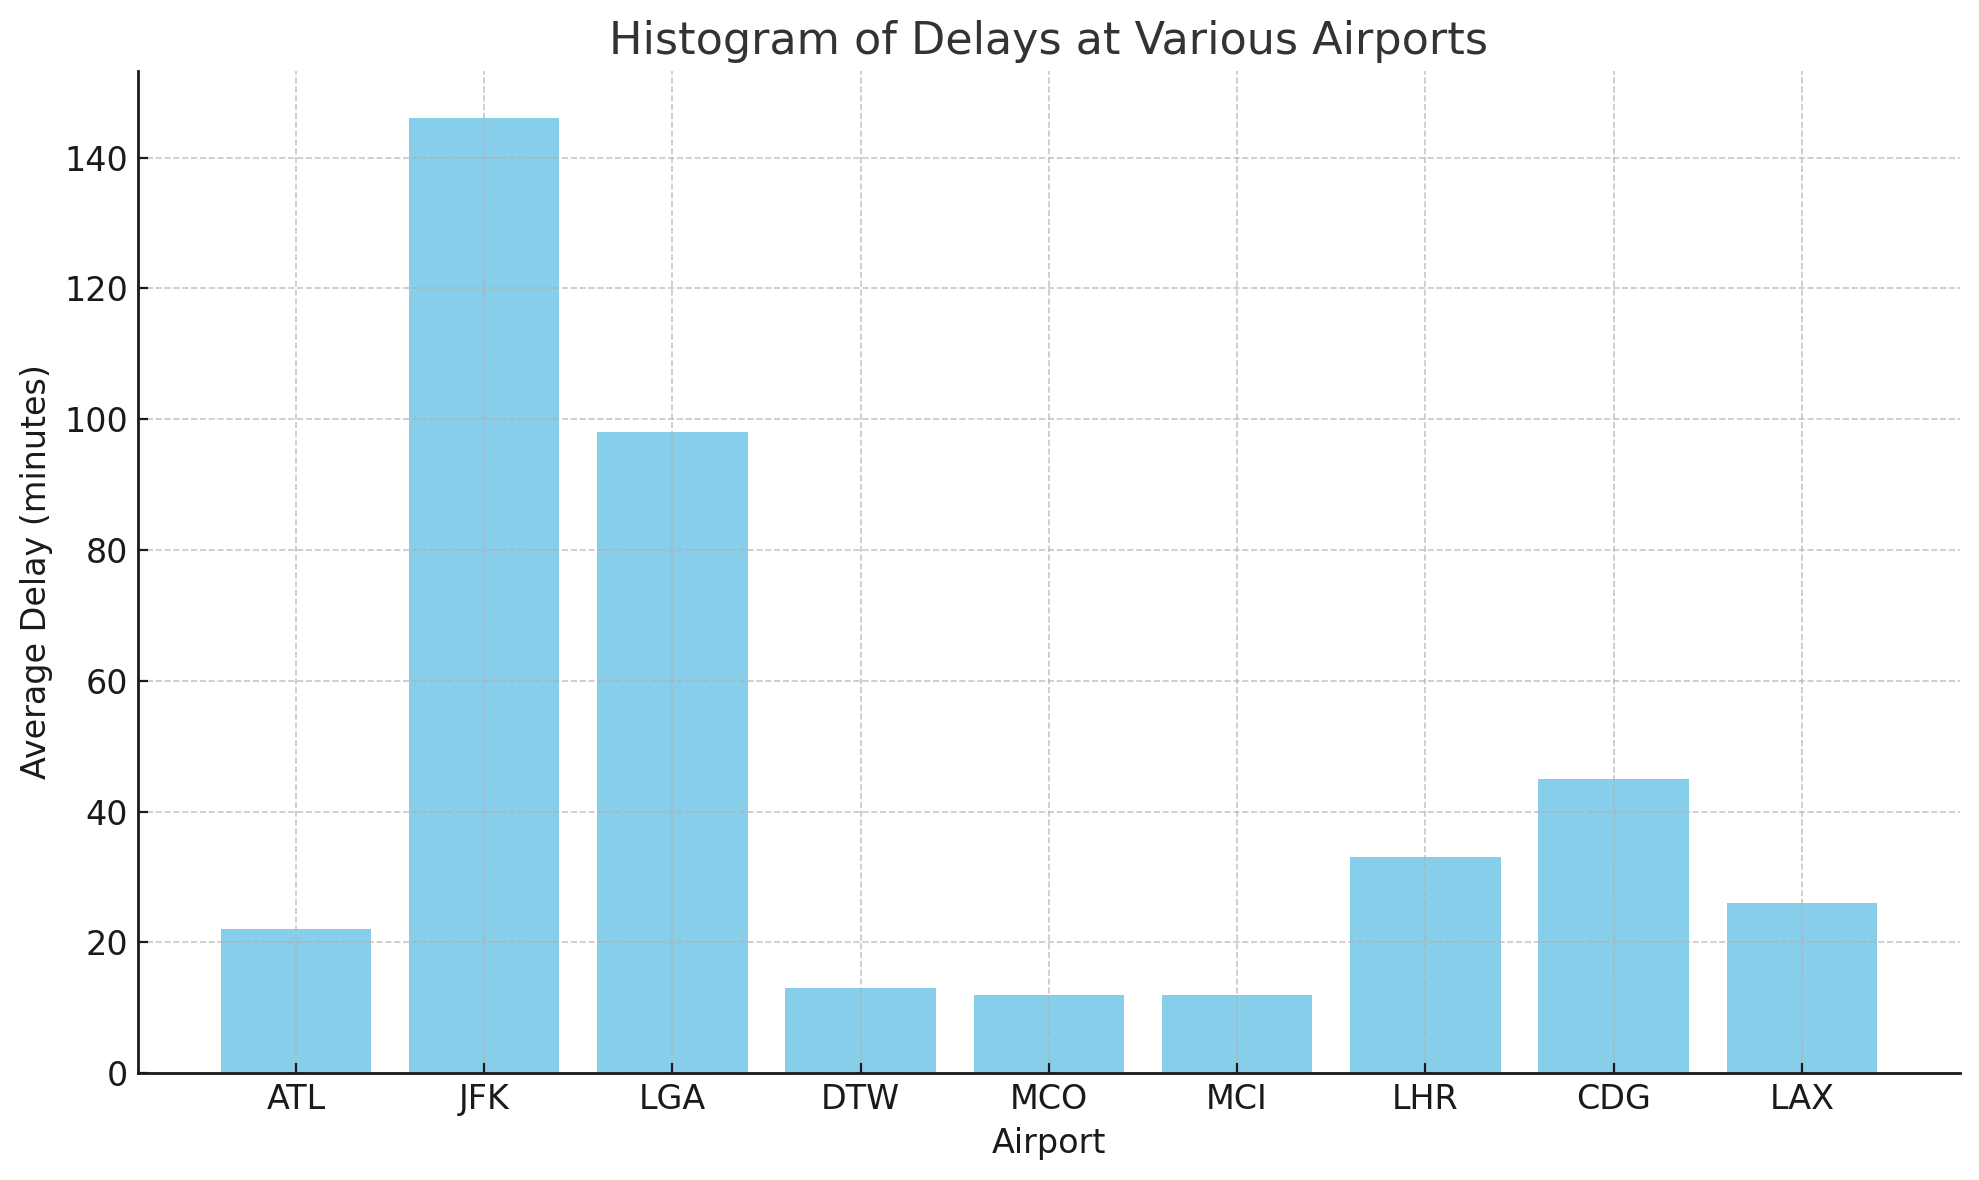 Histogram of Delays at Various Airports
Average Delay (minutes)
140
120
100
80
60
40
20
0
ATL JFK LGA DTW MCO MCI LHR CDG LAX
Airport